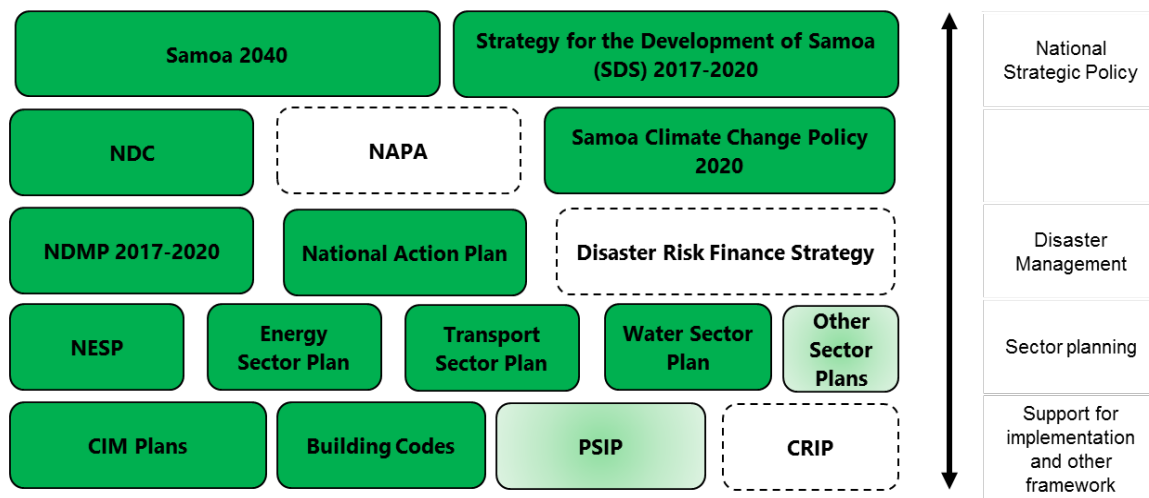 Samoa 2040
Strategy for the Development of Samoa
(SDS) 2017-2020
National
Strategic Policy
NDC
NAPA
Samoa Climate Change Policy
2020
NDMP 2017-2020
National Action Plan
Disaster Risk Finance Strategy
Disaster
Management
NESP
Energy
Sector Plan
Transport
Sector Plan
Water Sector
Plan
Other
Sector
Plans
Sector planning
CIM Plans
Building Codes
PSIP
CRIP
Support for
implementation
and other
framework